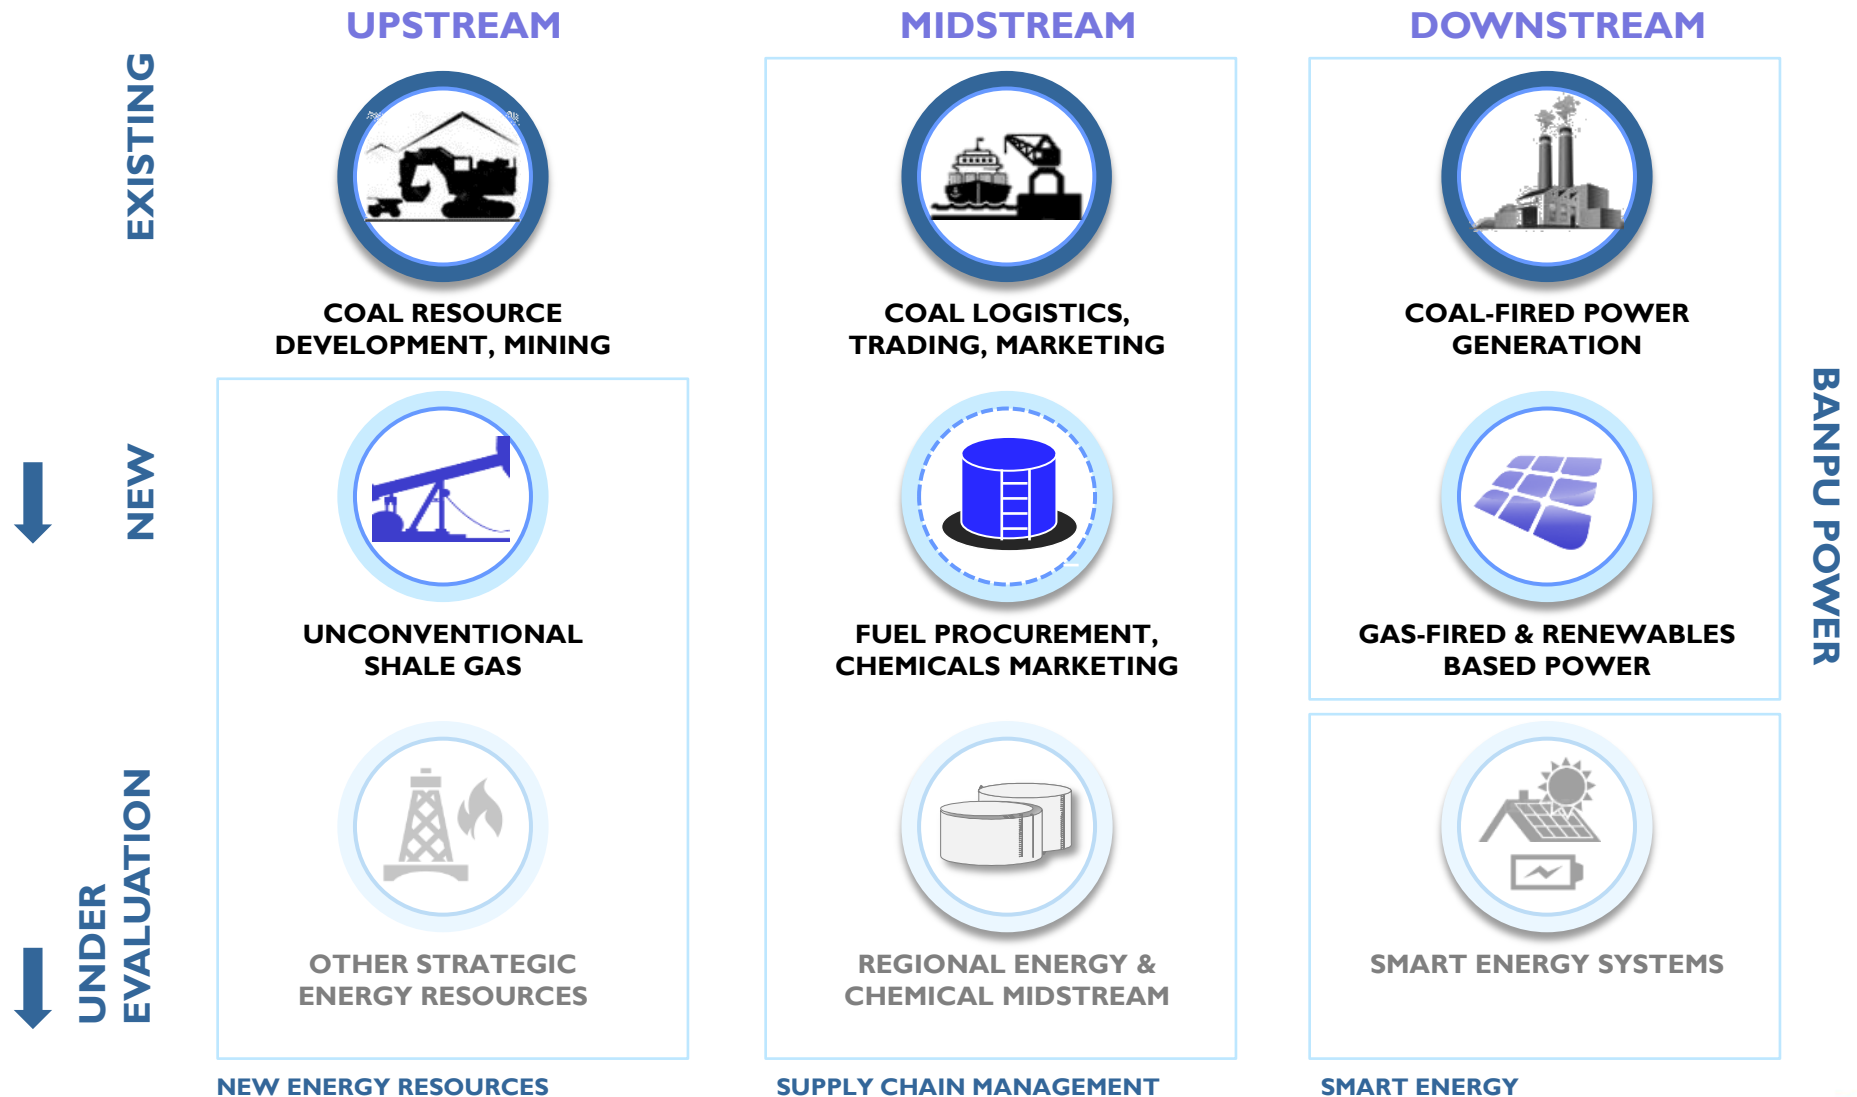 UPSTREAM
MIDSTREAM
DOWNSTREAM
EXISTING
COAL RESOURCE
DEVELOPMENT, MINING
COAL LOGISTICS,
TRADING, MARKETING
COAL-FIRED POWER
GENERATION
NEW
UNCONVENTIONAL
SHALE GAS
FUEL PROCUREMENT,
CHEMICALS MARKETING
GAS-FIRED & RENEWABLES
BASED POWER
BANPU POWER
UNDER
EVALUATION
OTHER STRATEGIC
ENERGY RESOURCES
REGIONAL ENERGY &
CHEMICAL MIDSTREAM
SMART ENERGY SYSTEMS
NEW ENERGY RESOURCES
SUPPLY CHAIN MANAGEMENT
SMART ENERGY